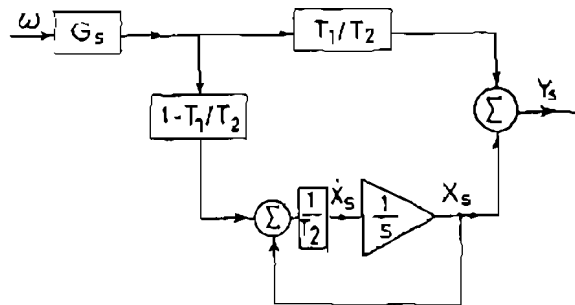 ω
G_s
T_1/T_2
1-T_1/T_2
Σ
Y_s
Σ
1/T_2
Ẋ_s
1/s
X_s